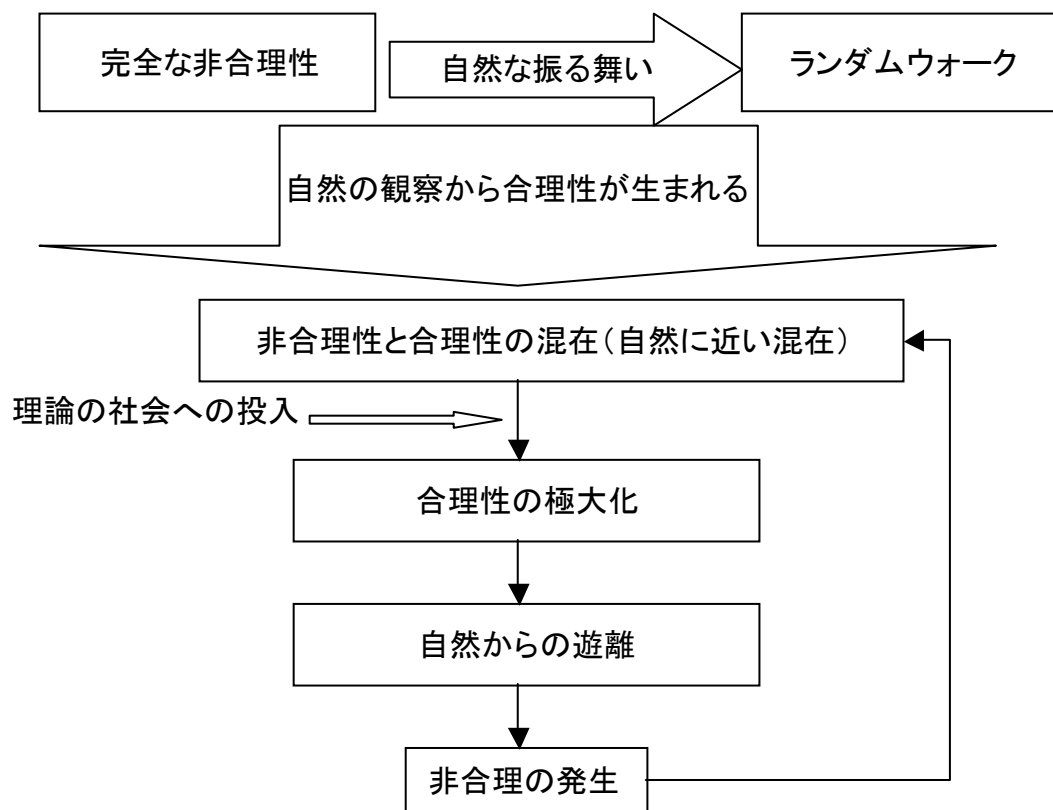 完全な非合理性
自然な振る舞い
ランダムウォーク
自然の観察から合理性が生まれる
非合理性と合理性の混在（自然に近い混在）
理論の社会への投入
合理性の極大化
自然からの遊離
非合理の発生